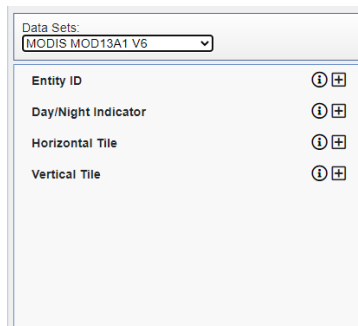 Data Sets:
MODIS MOD13A1 V6
Entity ID
Day/Night Indicator
Horizontal Tile
Vertical Tile